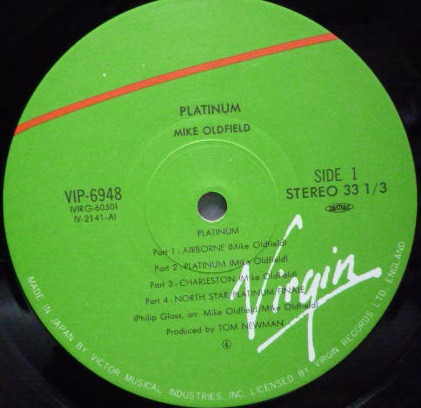 PLATINUM
MIKE OLDFIELD
VIP-6948
(VIRG-6050)
(V-2141-A)
SIDE 1
STEREO 33 1/3
PLATINUM
Part 1: AIRBORNE (Mike Oldfield)
Part 2: PLATINUM (Mike Oldfield)
Part 3: CHARLESTON (Mike Oldfield)
Part 4: NORTH STAR/PLATINUM FINALE
(Philip Glass, arr. Mike Oldfield/Mike Oldfield)
Produced by TOM NEWMAN
Virgin
MADE IN JAPAN BY VICTOR MUSICAL INDUSTRIES, INC. LICENSED BY VIRGIN RECORDS LTD. ENGLAND